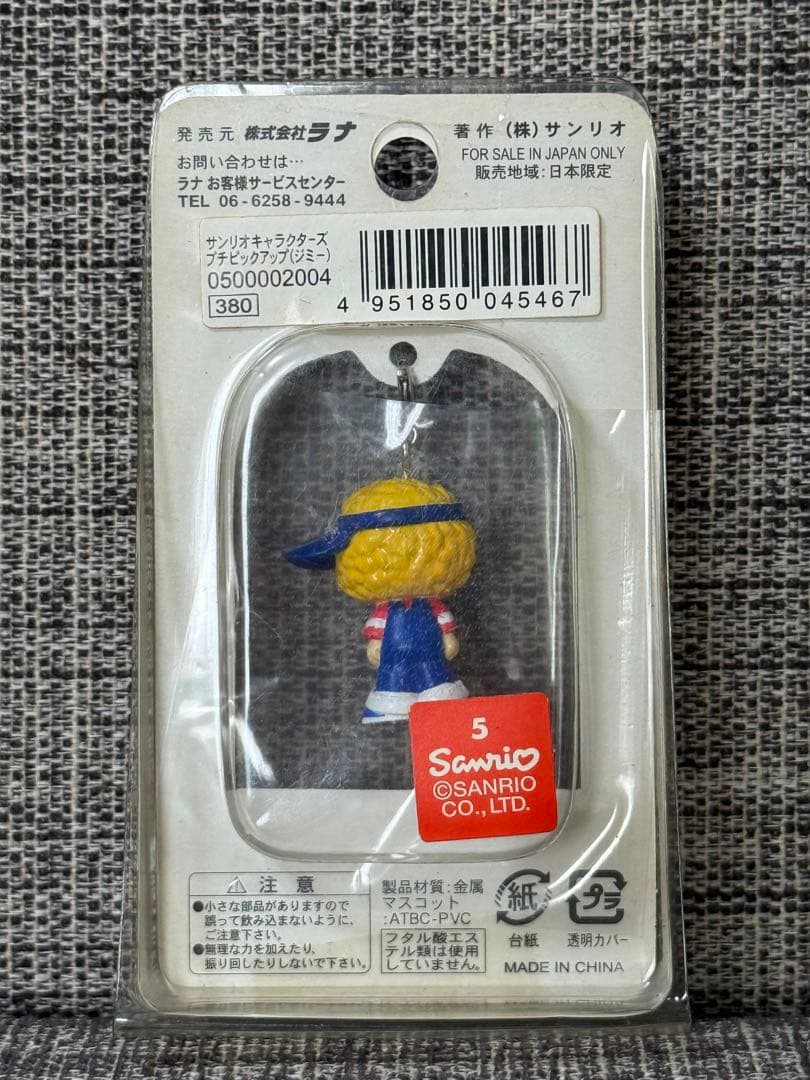 発売元 株式会社ラナ
お問い合わせは…
ラナ お客様サービスセンター
TEL 06-6258-9444
著作 (株)サンリオ
FOR SALE IN JAPAN ONLY
販売地域:日本限定
サンリオキャラクターズ
プチピックアップ(ジミー)
0500002004
380
4 951850 045467
5
Sanrio
©SANRIO
CO.,LTD.
⚠ 注意
●小さな部品がありますので
誤って飲み込まないように、
ご注意下さい。
●無理な力を加えたり、
振り回したりしないで下さい。
製品材質:金属
マスコット
:ATBC-PVC
フタル酸エス
テル類は使用
していません。
紙
台紙
プラ
透明カバー
MADE IN CHINA